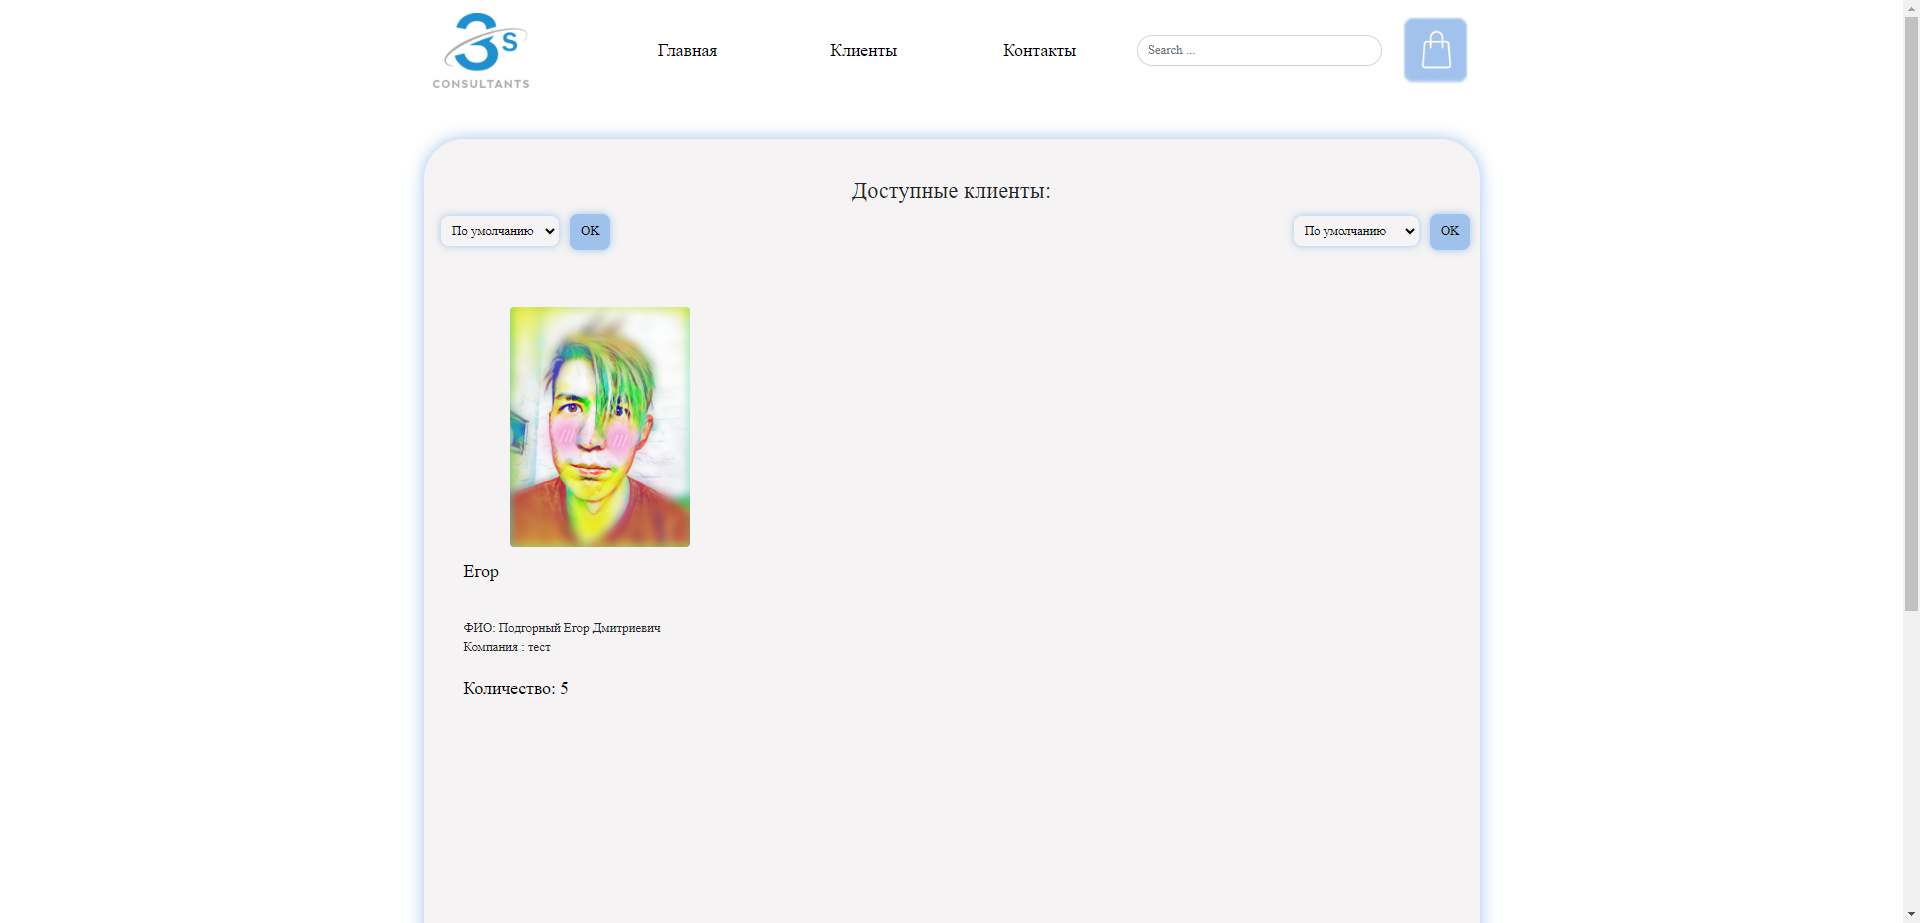 3s
CONSULTANTS
Главная
Клиенты
Контакты
Search ...
Доступные клиенты:
По умолчанию
OK
По умолчанию
OK
Егор
ФИО: Подгорный Егор Дмитриевич
Компания : тест
Количество: 5